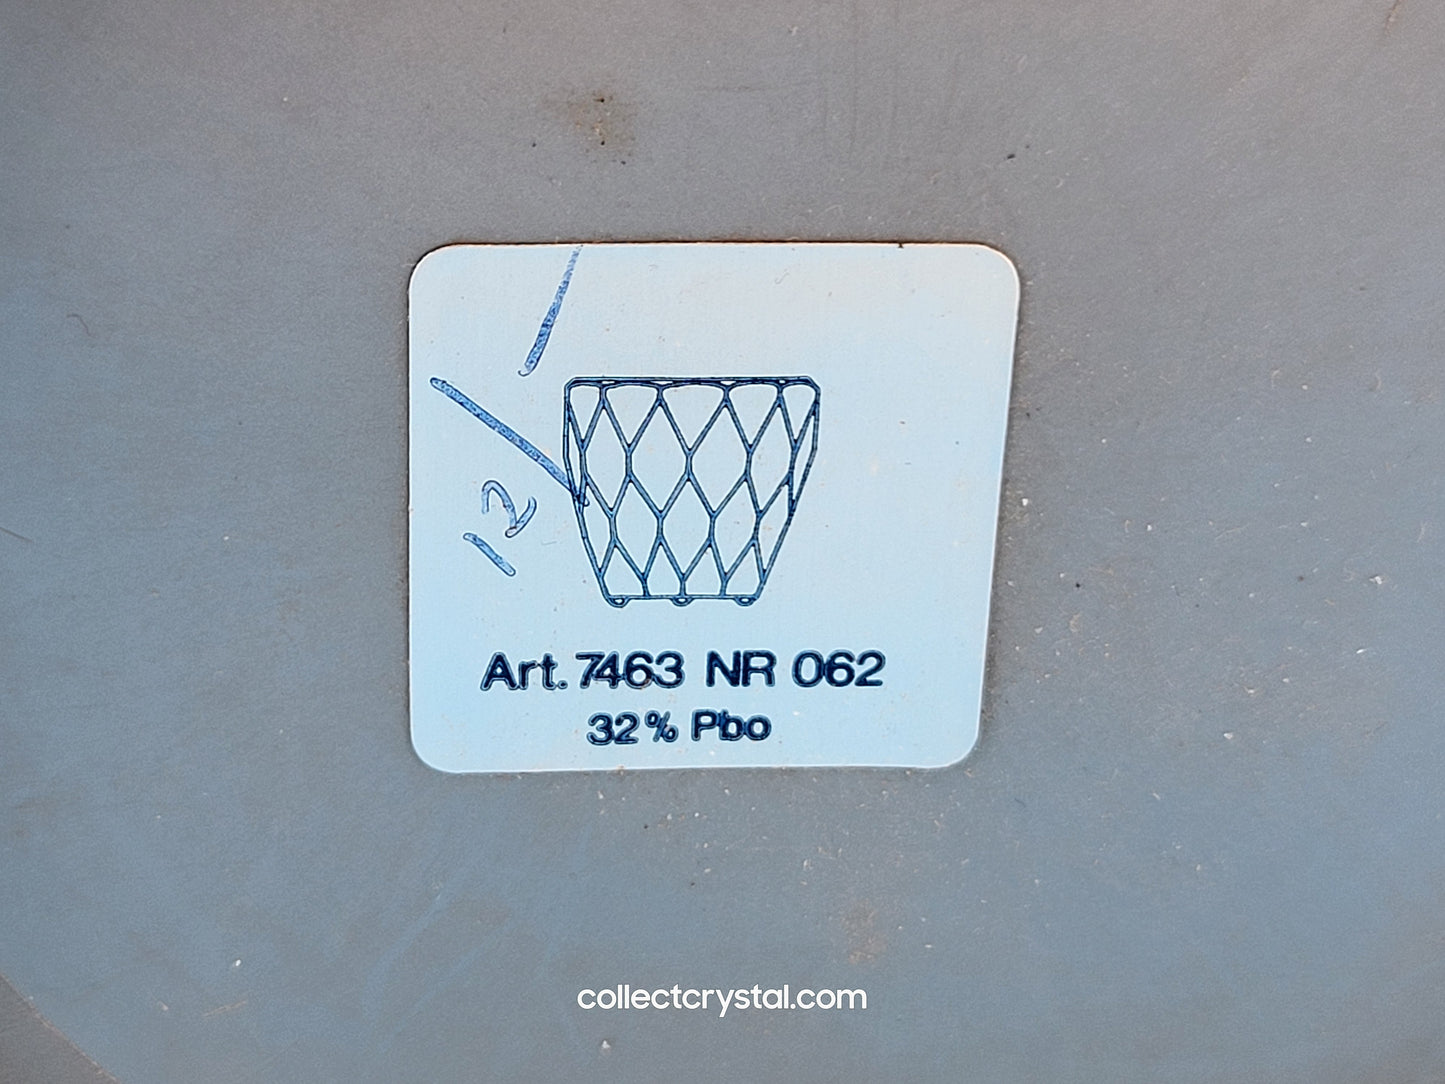 12
Art. 7463 NR 062
32% Pbo
collectcrystal.com